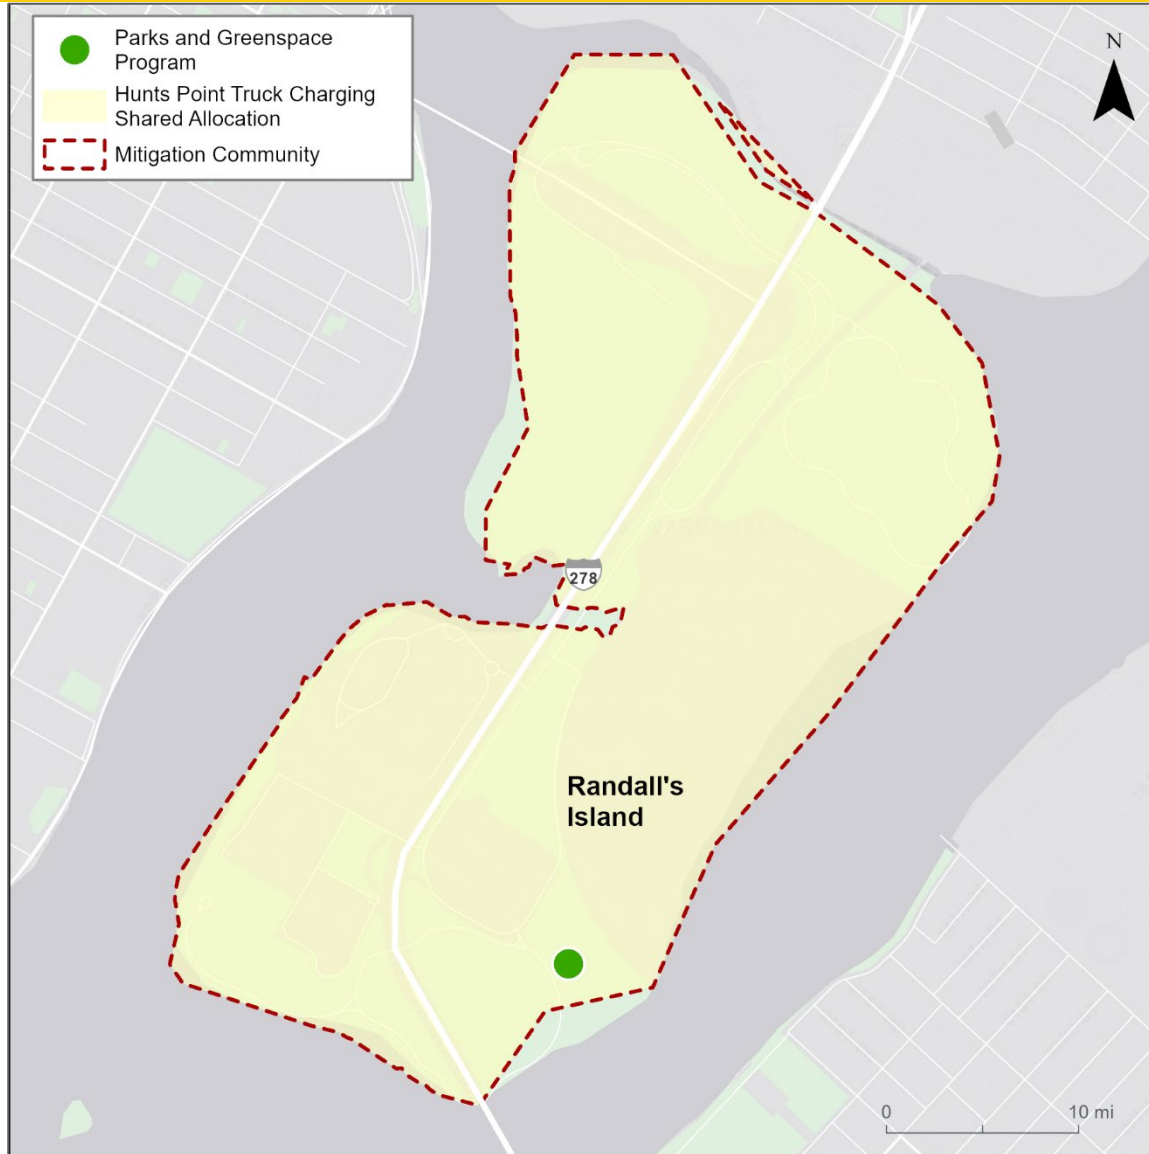 Parks and Greenspace
Program
Hunts Point Truck Charging
Shared Allocation
Mitigation Community
N
278
Randall's
Island
0 10 mi